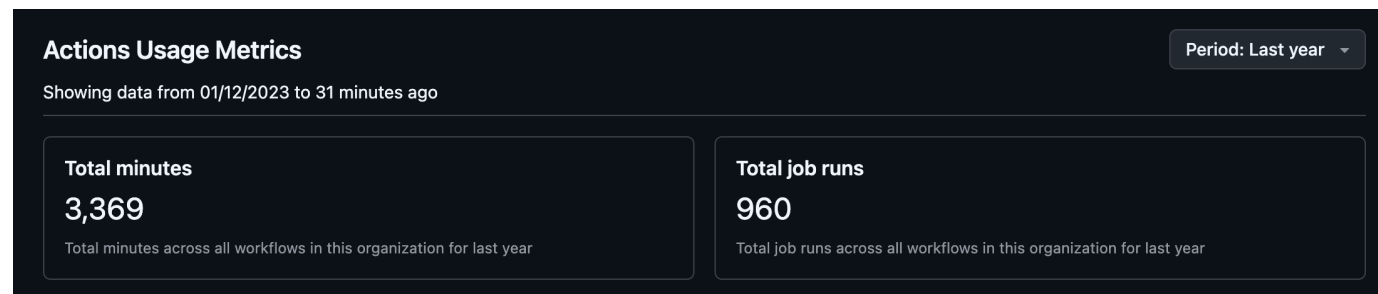 Actions Usage Metrics
Period: Last year
Showing data from 01/12/2023 to 31 minutes ago
Total minutes
3,369
Total minutes across all workflows in this organization for last year
Total job runs
960
Total job runs across all workflows in this organization for last year